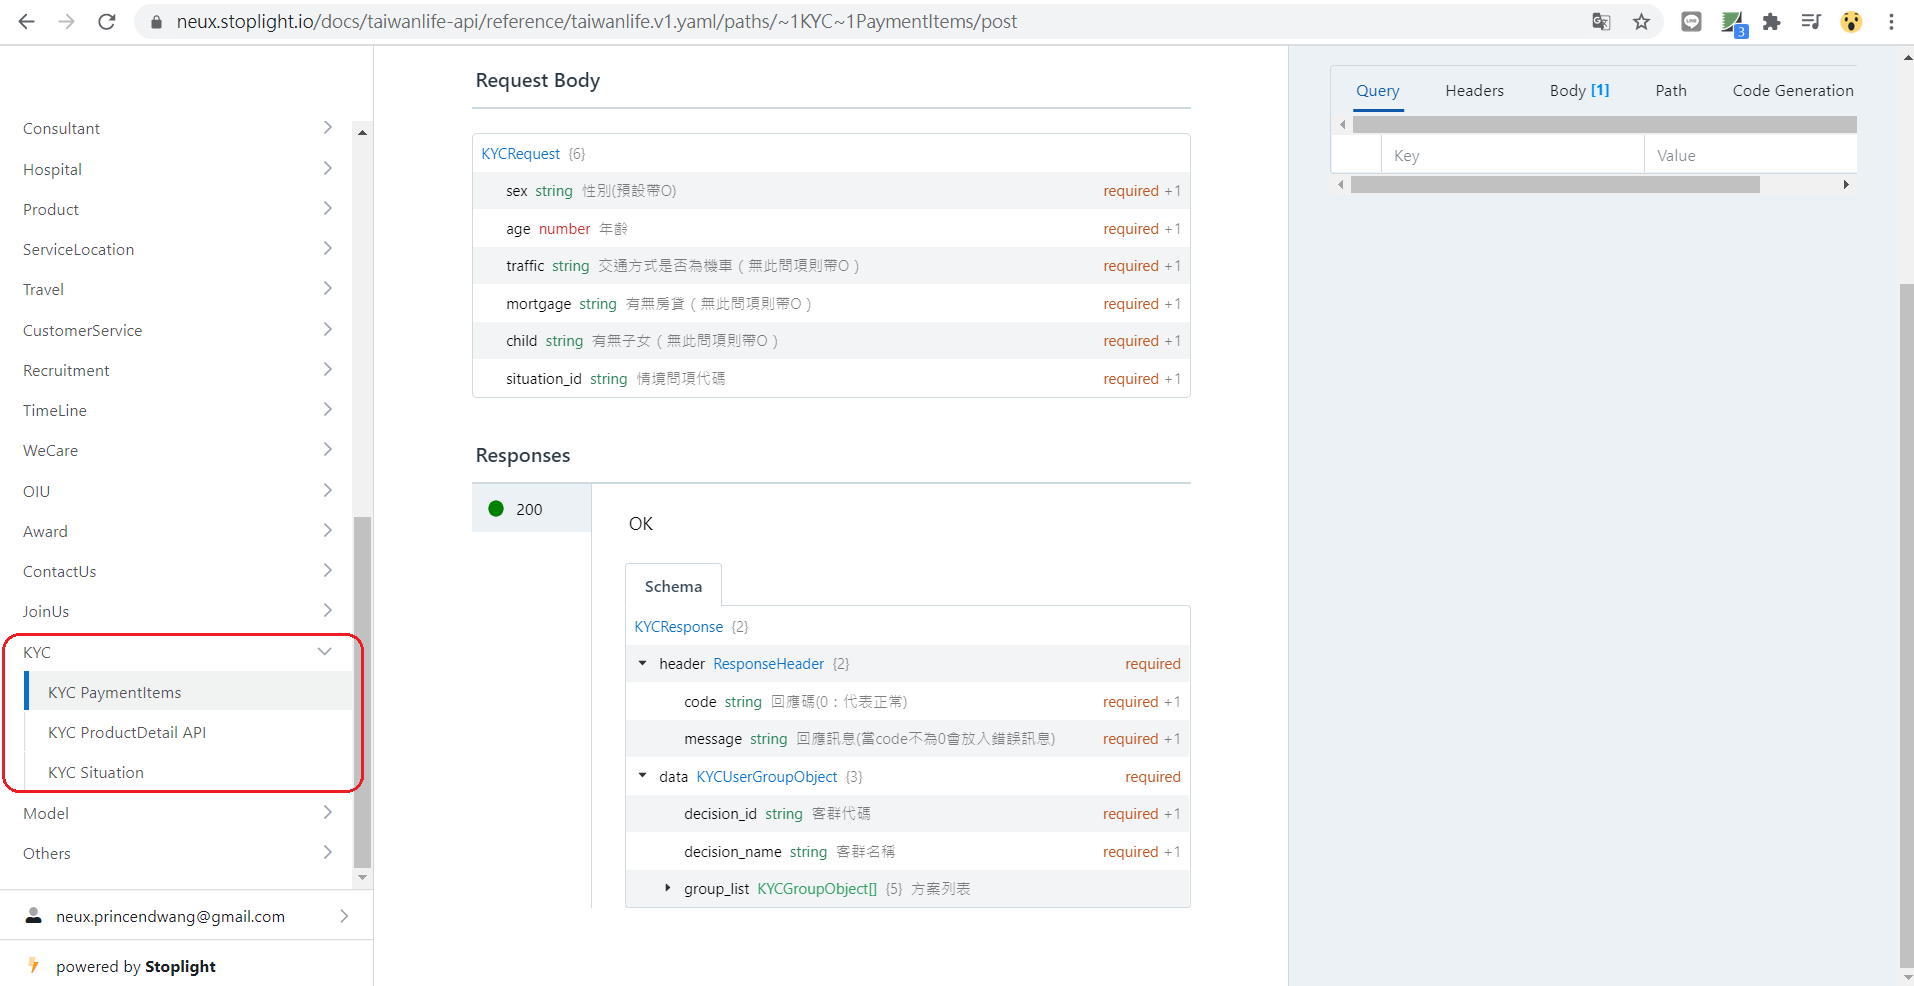 neux.stoplight.io/docs/taiwanlife-api/reference/taiwanlife.v1.yaml/paths/~1KYC~1PaymentItems/post
3
Consultant
Hospital
Product
ServiceLocation
Travel
CustomerService
Recruitment
TimeLine
WeCare
OIU
Award
ContactUs
JoinUs
KYC
KYC PaymentItems
KYC ProductDetail API
KYC Situation
Model
Others
neux.princendwang@gmail.com
powered by Stoplight
Request Body
KYCRequest {6}
sex string 性別(預設帶O) required +1
age number 年齡 required +1
traffic string 交通方式是否為機車 ( 無此問項則帶O ) required +1
mortgage string 有無房貸 ( 無此問項則帶O ) required +1
child string 有無子女 ( 無此問項則帶O ) required +1
situation_id string 情境問項代碼 required +1
Responses
200
OK
Schema
KYCResponse {2}
header ResponseHeader {2} required
code string 回應碼(0：代表正常) required +1
message string 回應訊息(當code不為0會放入錯誤訊息) required +1
data KYCUserGroupObject {3} required
decision_id string 客群代碼 required +1
decision_name string 客群名稱 required +1
group_list KYCGroupObject[] {5} 方案列表
Query Headers Body [1] Path Code Generation
Key Value